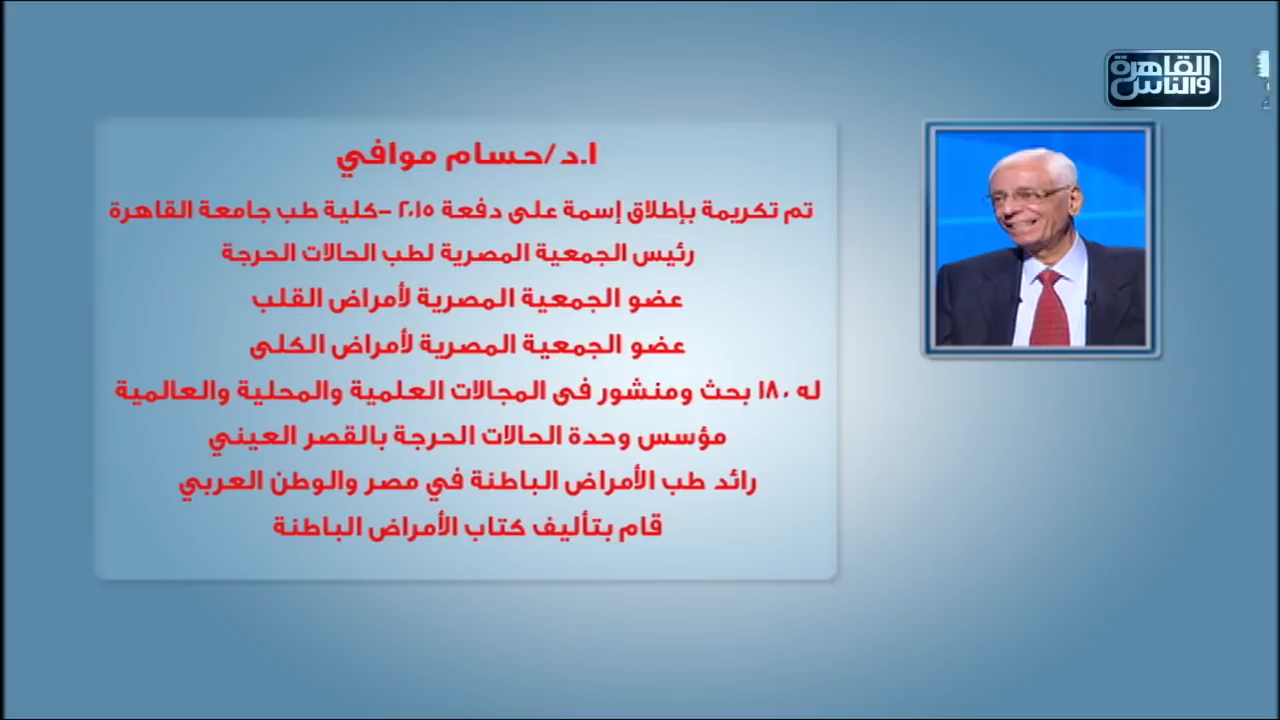 القاهرة
والناس
ا.د/حسام موافي
تم تكريمة بإطلاق إسمة على دفعة ٢٠١٥ -كلية طب جامعة القاهرة
رئيس الجمعية المصرية لطب الحالات الحرجة
عضو الجمعية المصرية لأمراض القلب
عضو الجمعية المصرية لأمراض الكلى
له ١٨٠ بحث ومنشور فى المجالات العلمية والمحلية والعالمية
مؤسس وحدة الحالات الحرجة بالقصر العيني
رائد طب الأمراض الباطنة في مصر والوطن العربي
قام بتأليف كتاب الأمراض الباطنة